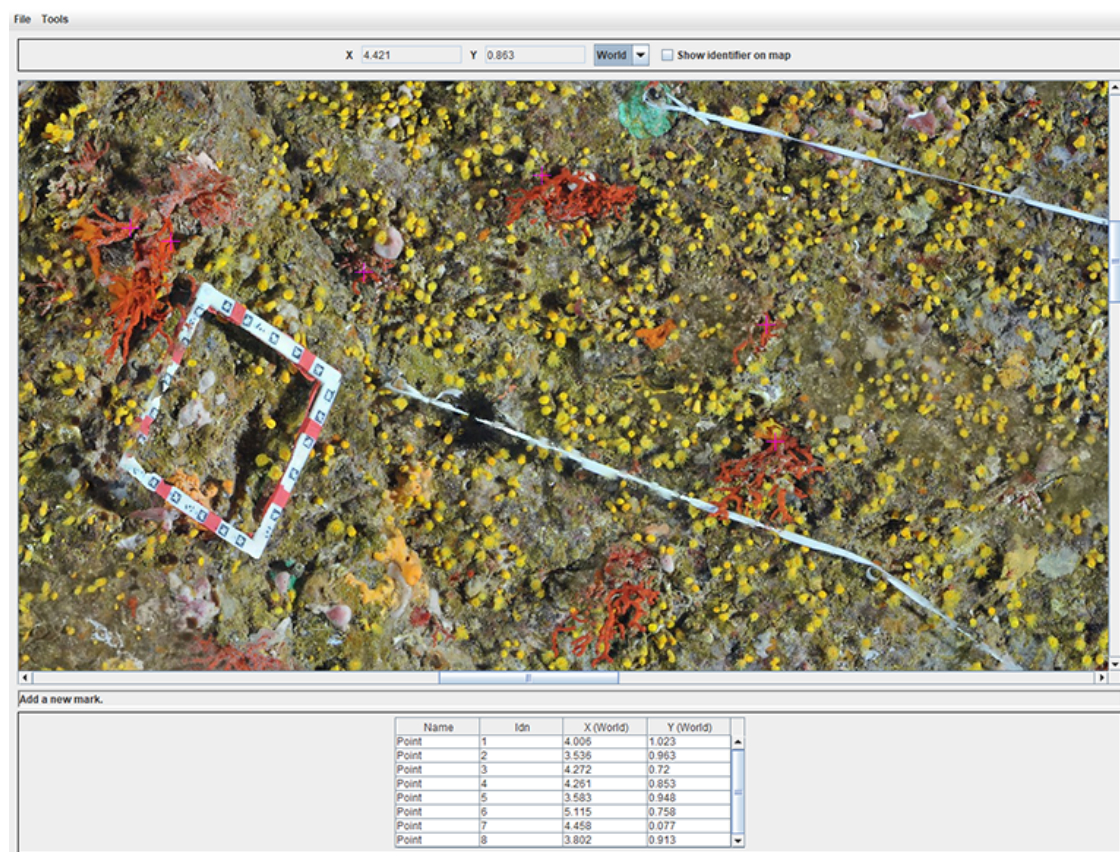 File Tools
X 4.421 Y 0.863 World Show identifier on map
Add a new mark.
Name Idn X (World) Y (World)
Point 1 4.006 1.023
Point 2 3.536 0.963
Point 3 4.272 0.72
Point 4 4.261 0.853
Point 5 3.583 0.948
Point 6 5.115 0.758
Point 7 4.458 0.077
Point 8 3.802 0.913